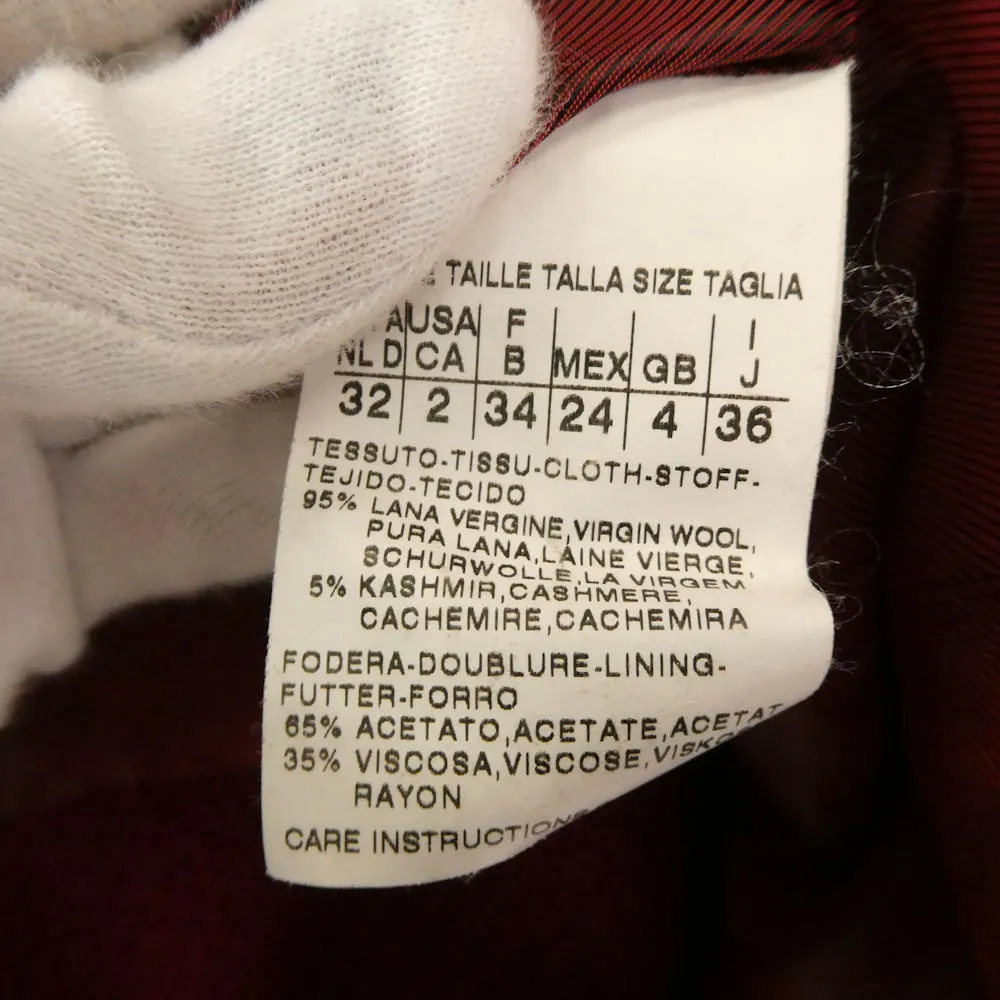 TAILLE TALLA SIZE TAGLIA
A USA F I
NL D CA B MEX GB J
32 2 34 24 4 36
TESSUTO-TISSU-CLOTH-STOFF-
TEJIDO-TECIDO
95% LANA VERGINE,VIRGIN WOOL,
PURA LANA,LAINE VIERGE,
SCHURWOLLE,LA VIRGEM
5% KASHMIR,CASHMERE,
CACHEMIRE,CACHEMIRA
FODERA-DOUBLURE-LINING-
FUTTER-FORRO
65% ACETATO,ACETATE,ACETAT
35% VISCOSA,VISCOSE,VISKO
RAYON
CARE INSTRUCTIONS